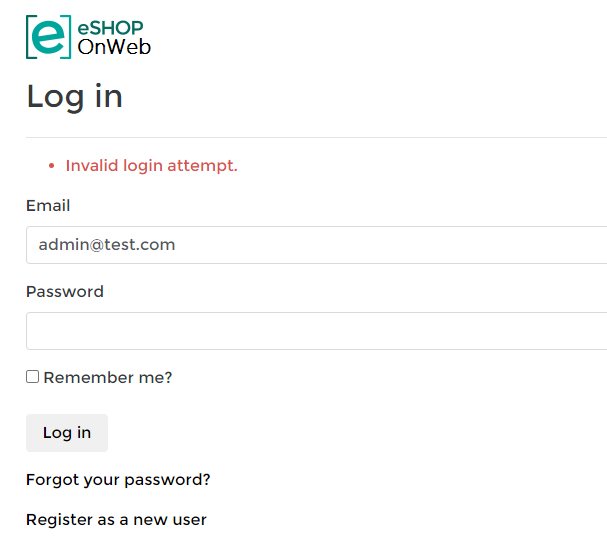 e eSHOP
OnWeb
Log in
Invalid login attempt.
Email
admin@test.com
Password
Remember me?
Log in
Forgot your password?
Register as a new user